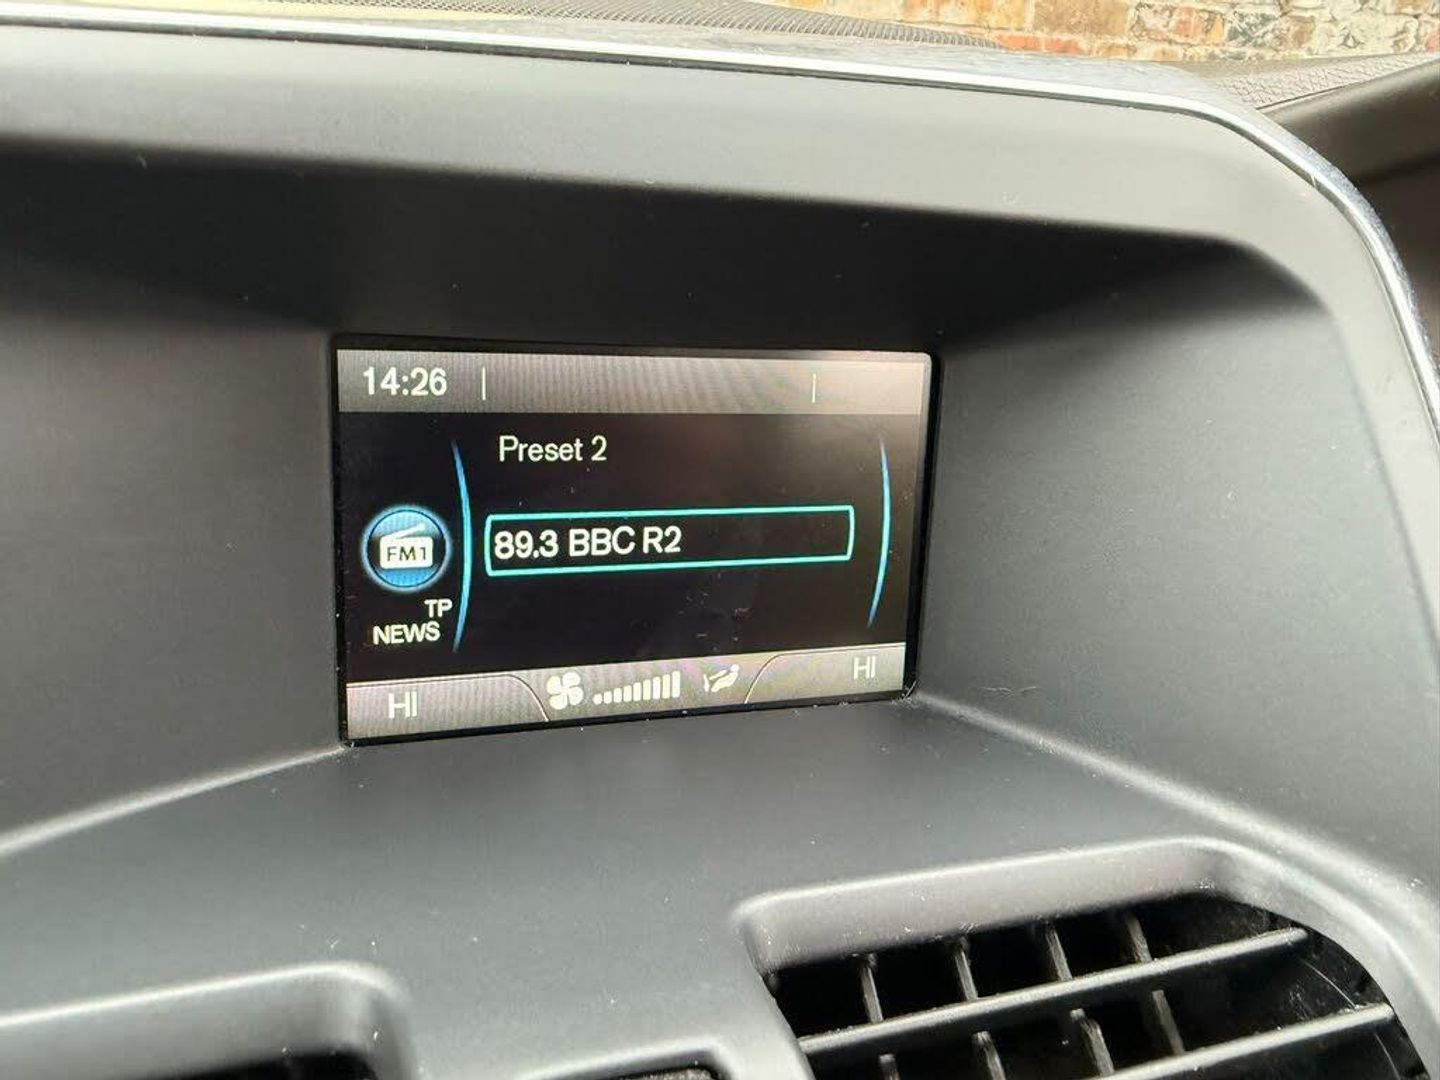 14:26
Preset 2
89.3 BBC R2
FM1
TP
NEWS
HI HI